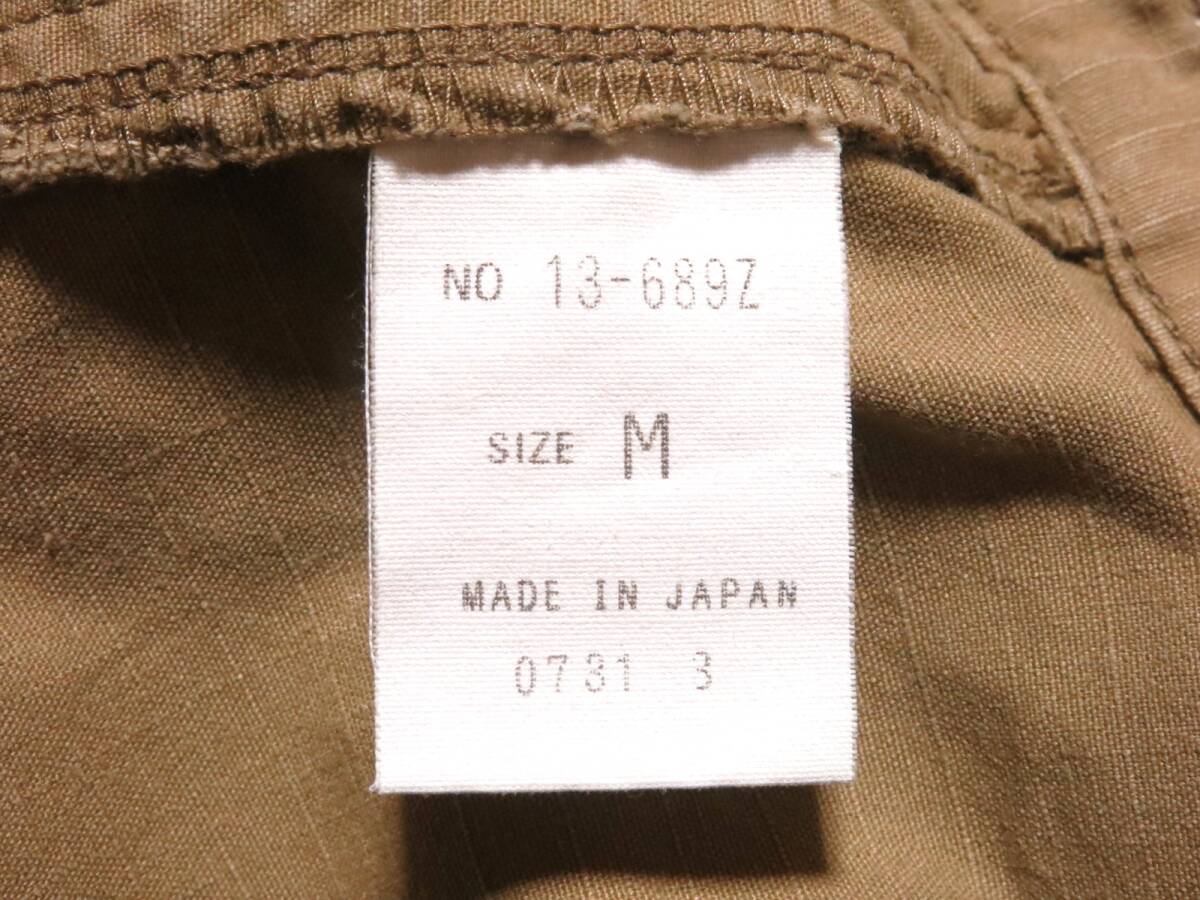 NO 13-689Z
SIZE M
MADE IN JAPAN
0731 3